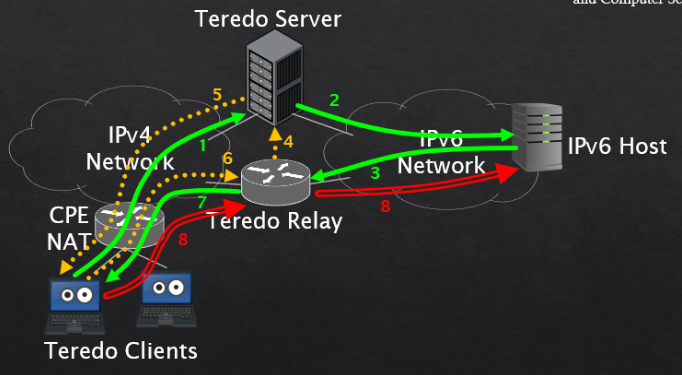 and Computer Sc
Teredo Server
5
2
IPv4
Network
1
4
IPv6
Network
IPv6 Host
6
3
7
8
CPE
NAT
Teredo Relay
8
Teredo Clients